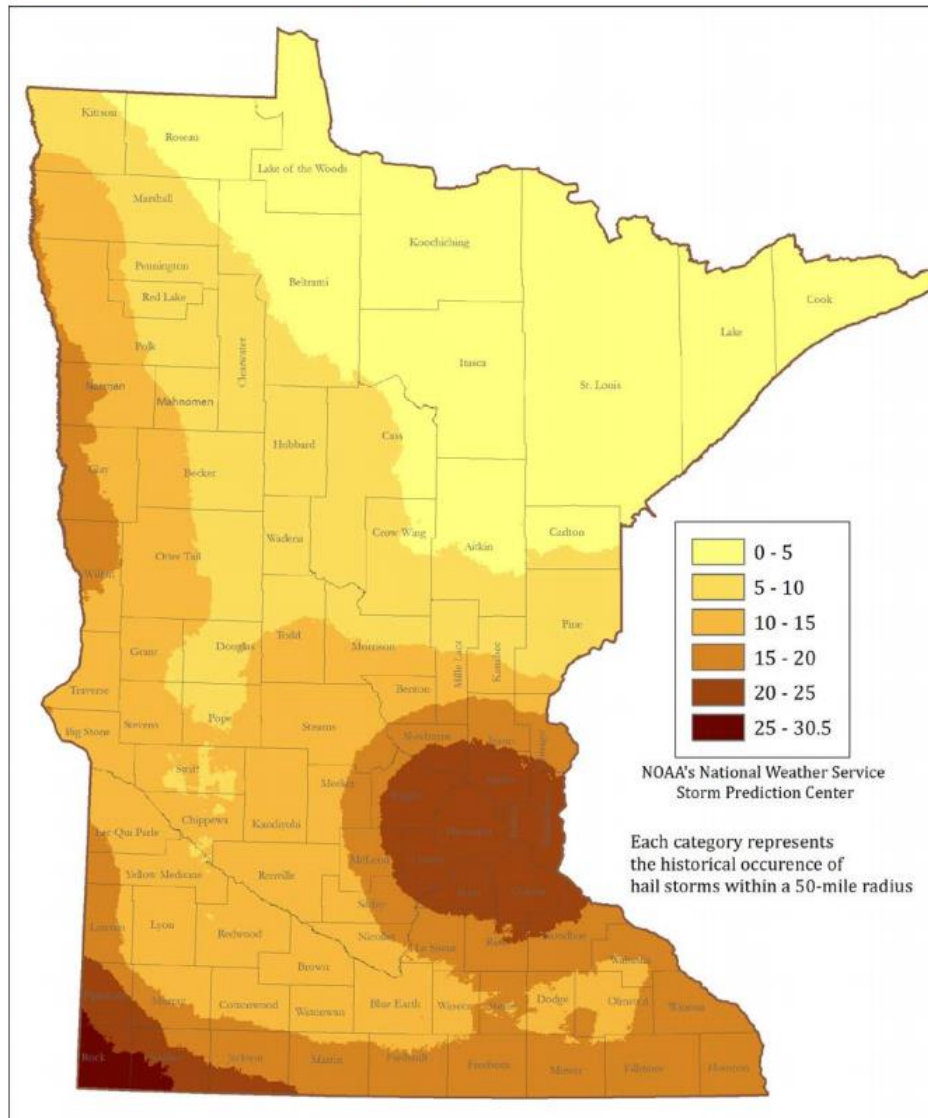 Kittson
Roseau
Lake of the Woods
Marshall
Koochiching
Pennington
Beltrami
Red Lake
Cook
Lake
Polk
Clearwater
Itasca
St. Louis
Norman
Mahnomen
Cass
Hubbard
Clay
Becker
Crow Wing
Carlton
Aitkin
Wadena
Otter Tail
Wilkin
Pine
Todd
Morrison
Mille Lacs
Kanabec
Grant
Douglas
Traverse
Benton
Pope
Stevens
Stearns
Big Stone
Sherburne
Swift
Meeker
Chippewa
Kandiyohi
Lac Qui Parle
McLeod
Yellow Medicine
Renville
Sibley
Lincoln
Lyon
Redwood
Nicollet
Le Sueur
Rice
Goodhue
Wabasha
Brown
Murray
Cottonwood
Watonwan
Blue Earth
Waseca
Dodge
Olmsted
Winona
Rock
Jackson
Martin
Faribault
Freeborn
Mower
Fillmore
Houston
0 - 5
5 - 10
10 - 15
15 - 20
20 - 25
25 - 30.5
NOAA's National Weather Service
Storm Prediction Center
Each category represents
the historical occurence of
hail storms within a 50-mile radius